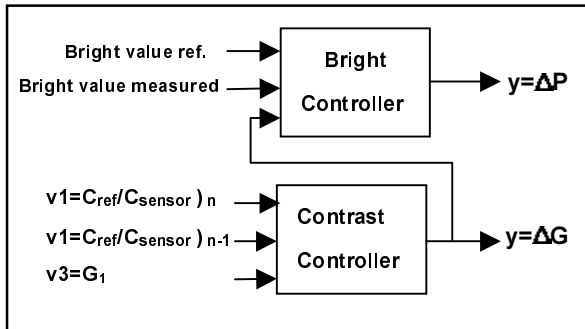 Bright value ref.
Bright value measured
Bright
Controller
y=ΔP
v1=Cref/Csensor ) n
v1=Cref/Csensor ) n-1
v3=G1
Contrast
Controller
y=ΔG